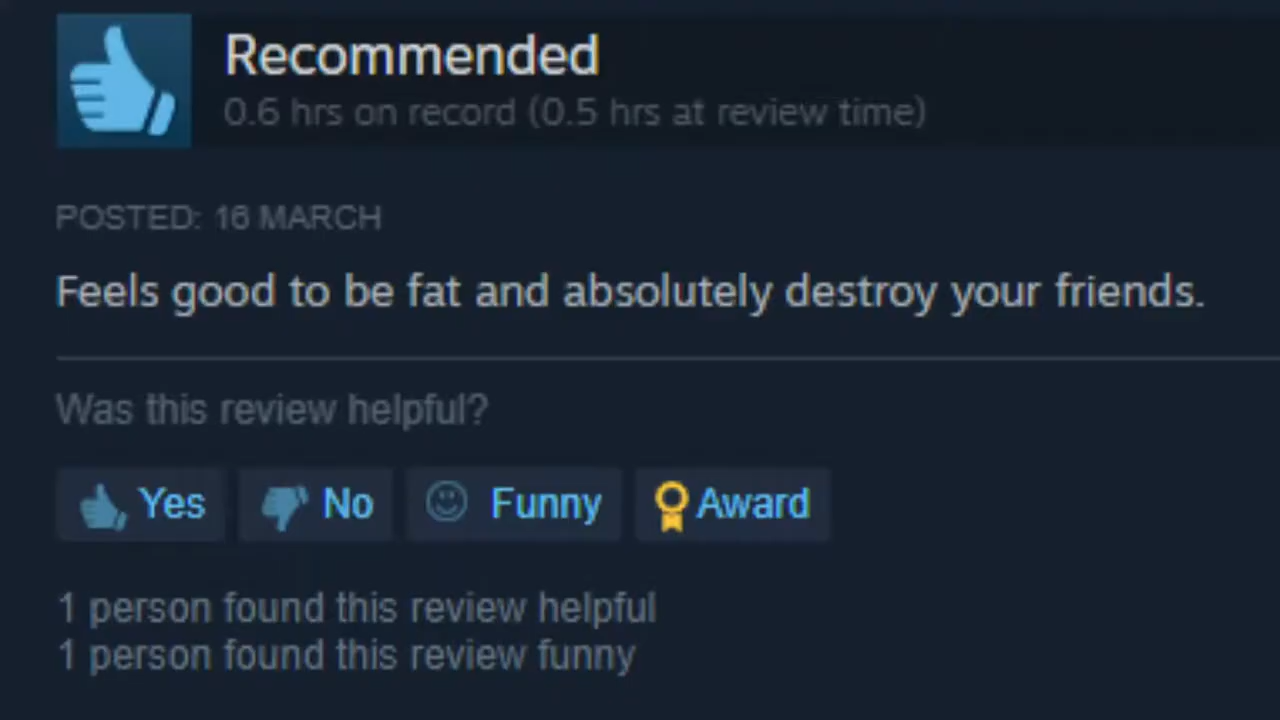 Recommended
0.6 hrs on record (0.5 hrs at review time)
POSTED: 16 MARCH
Feels good to be fat and absolutely destroy your friends.
Was this review helpful?
Yes No Funny Award
1 person found this review helpful
1 person found this review funny